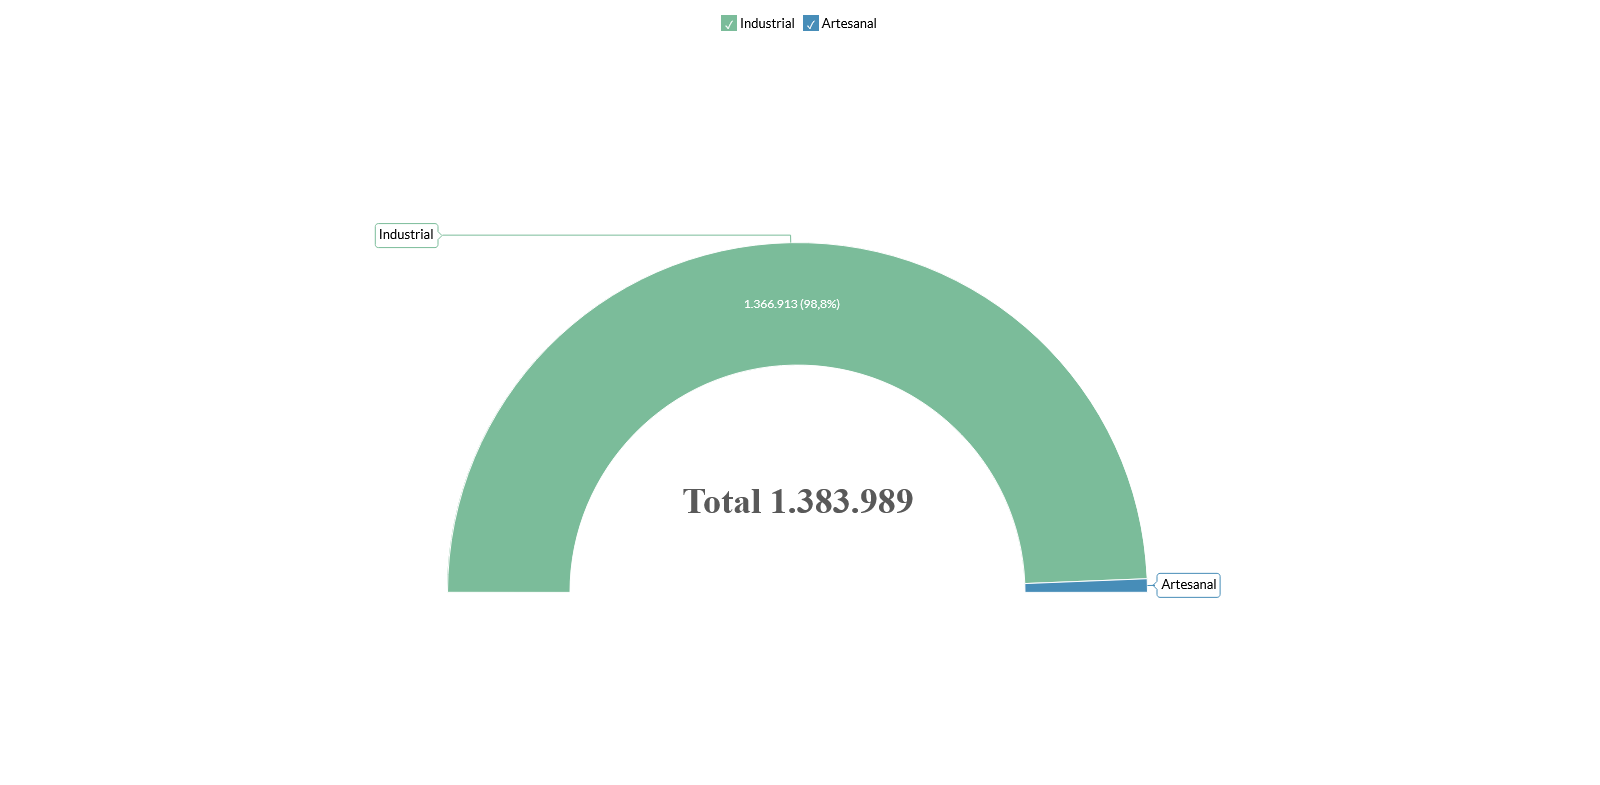 Industrial Artesanal
Industrial
1.366.913 (98,8%)
Total 1.383.989
Artesanal